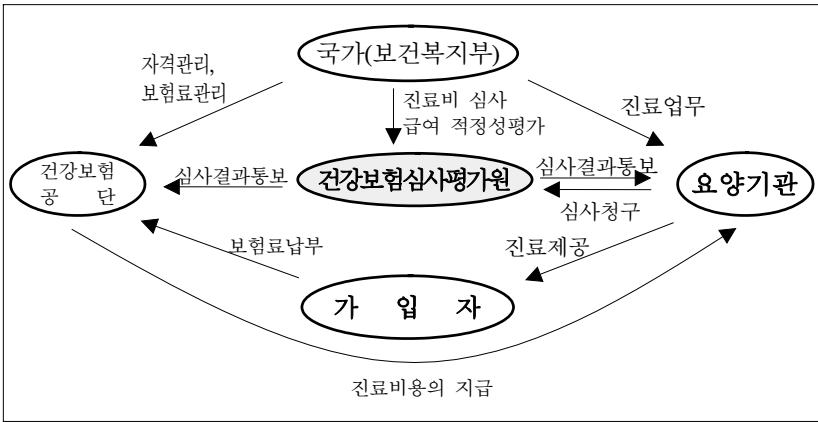 국가(보건복지부)
자격관리,
보험료관리
진료비 심사
급여 적정성평가
진료업무
건강보험
공 단
심사결과통보
건강보험심사평가원
심사결과통보
심사청구
요양기관
보험료납부
진료제공
가 입 자
진료비용의 지급